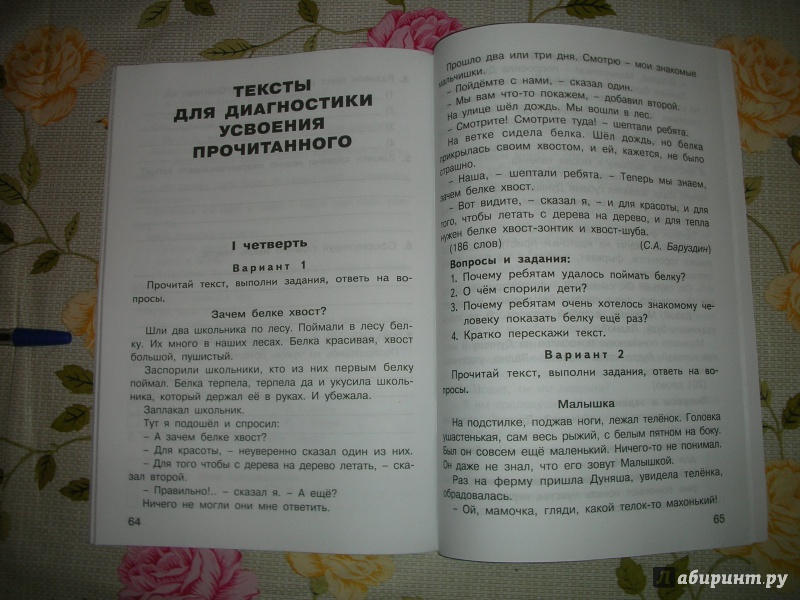 ТЕКСТЫ
ДЛЯ ДИАГНОСТИКИ
УСВОЕНИЯ
ПРОЧИТАННОГО
I четверть
Вариант 1
Прочитай текст, выполни задания, ответь на во-
просы.
Зачем белке хвост?
Шли два школьника по лесу. Поймали в лесу бел-
ку. Их много в наших лесах. Белка красивая, хвост
большой, пушистый.
Заспорили школьники, кто из них первым белку
поймал. Белка терпела, терпела да и укусила школь-
ника, который держал её в руках. И убежала.
Заплакал школьник.
Тут я подошёл и спросил:
– А зачем белке хвост?
– Для красоты, – неуверенно сказал один из них.
– Для того чтобы с дерева на дерево летать, – ска-
зал второй.
– Правильно!.. – сказал я. – А ещё?
Ничего не могли они мне ответить.
64
Прошло два или три дня. Смотрю – мои знакомые
мальчишки.
– Пойдёмте с нами, – сказал один.
– Мы вам что-то покажем, – добавил второй.
На улице шёл дождь. Мы вошли в лес.
– Смотрите! Смотрите туда! – шептали ребята.
На ветке сидела белка. Шёл дождь, но белка
прикрылась своим хвостом, и ей, кажется, не было
страшно.
– Наша, – шептали ребята. – Теперь мы знаем,
зачем белке хвост.
– Вот видите, – сказал я, – и для красоты, и для
того, чтобы летать с дерева на дерево, и для тепла
нужен белке хвост-зонтик и хвост-шуба.
(186 слов) (С.А. Баруздин)
Вопросы и задания:
1. Почему ребятам удалось поймать белку?
2. О чём спорили дети?
3. Почему ребятам очень хотелось знакомому че-
ловеку показать белку ещё раз?
4. Кратко перескажи текст.
Вариант 2
Прочитай текст, выполни задания, ответь на во-
просы.
Малышка
На подстилке, поджав ноги, лежал телёнок. Головка
ушастенькая, сам весь рыжий, с белым пятном на боку.
Был он совсем ещё маленький. Ничего-то не понимал.
Он даже не знал, что его зовут Малышкой.
Раз на ферму пришла Дуняша, увидела телёнка,
обрадовалась.
– Ой, мамочка, гляди, какой телок-то махонький!
65
Лабиринт.ру